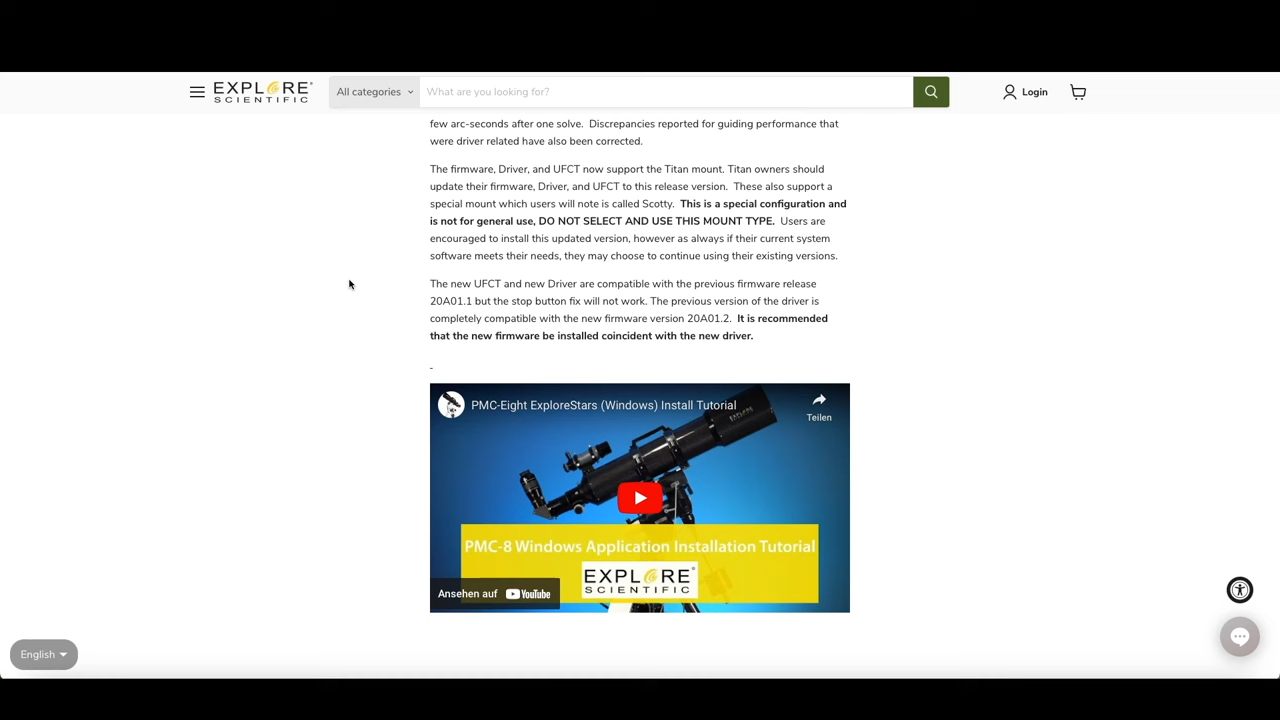 EXPLORE
SCIENTIFIC
All categories
What are you looking for?
Login
few arc-seconds after one solve.  Discrepancies reported for guiding performance that
were driver related have also been corrected.
The firmware, Driver, and UFCT now support the Titan mount. Titan owners should
update their firmware, Driver, and UFCT to this release version.  These also support a
special mount which users will note is called Scotty.  This is a special configuration and
is not for general use, DO NOT SELECT AND USE THIS MOUNT TYPE.  Users are
encouraged to install this updated version, however as always if their current system
software meets their needs, they may choose to continue using their existing versions.
The new UFCT and new Driver are compatible with the previous firmware release
20A01.1 but the stop button fix will not work. The previous version of the driver is
completely compatible with the new firmware version 20A01.2.  It is recommended
that the new firmware be installed coincident with the new driver.
-
PMC-Eight ExploreStars (Windows) Install Tutorial
Teilen
PMC-8 Windows Application Installation Tutorial
EXPLORE
SCIENTIFIC
Ansehen auf YouTube
English